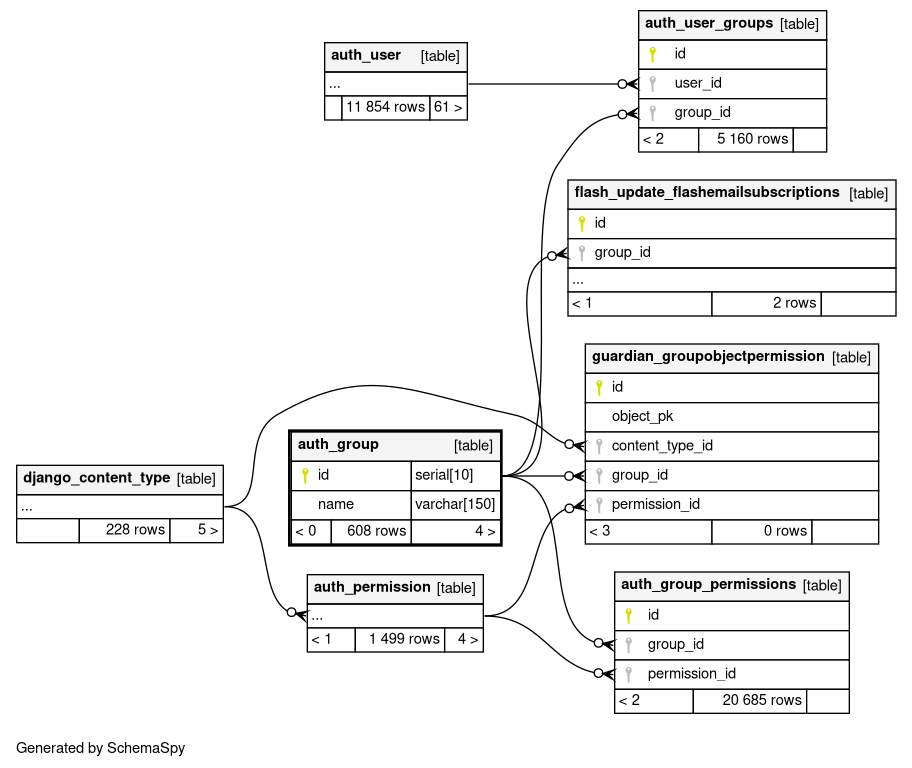 auth_user_groups [table]
id
user_id
group_id
< 2 5 160 rows
auth_user [table]
...
11 854 rows 61 >
flash_update_flashemailsubscriptions [table]
id
group_id
...
< 1 2 rows
guardian_groupobjectpermission [table]
id
object_pk
content_type_id
group_id
permission_id
< 3 0 rows
auth_group [table]
id serial[10]
name varchar[150]
< 0 608 rows 4 >
django_content_type [table]
...
228 rows 5 >
auth_permission [table]
...
< 1 1 499 rows 4 >
auth_group_permissions [table]
id
group_id
permission_id
< 2 20 685 rows
Generated by SchemaSpy